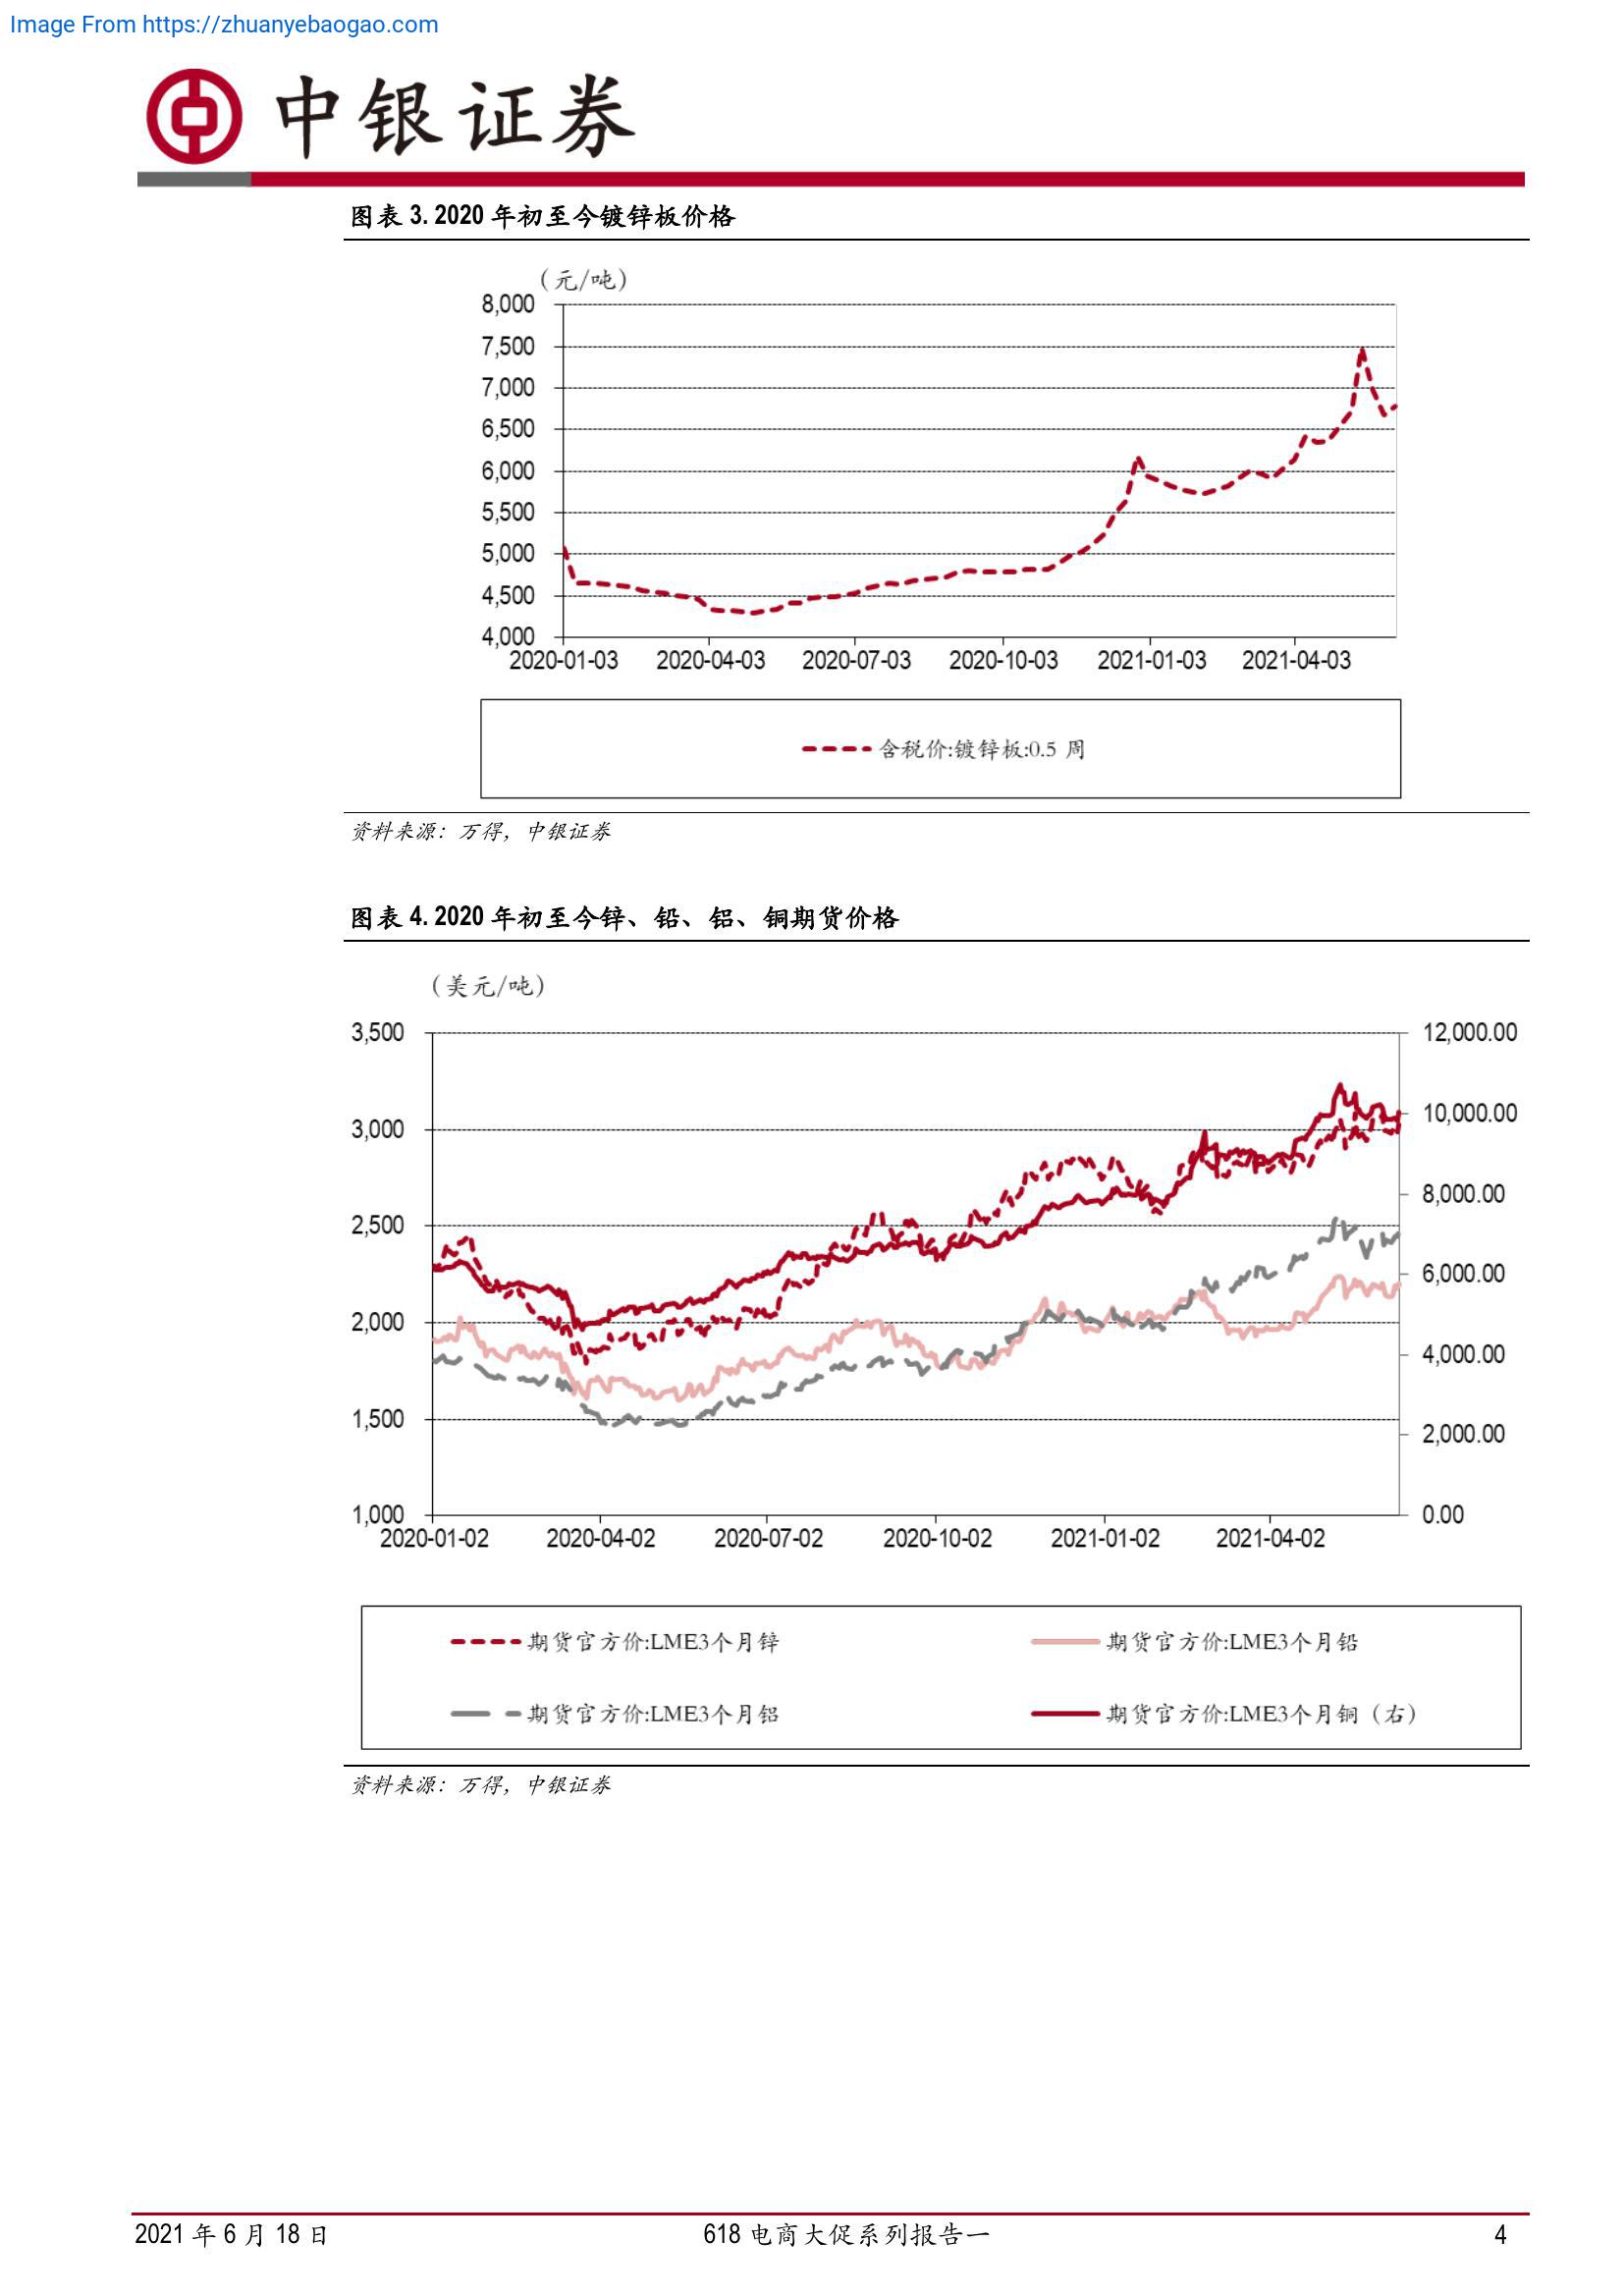 Image From https://zhuanyebaogao.com
中银证券
图表 3. 2020 年初至今镀锌板价格
（元/吨）
8,000
7,500
7,000
6,500
6,000
5,500
5,000
4,500
4,000
2020-01-03 2020-04-03 2020-07-03 2020-10-03 2021-01-03 2021-04-03
含税价:镀锌板:0.5 周
资料来源：万得，中银证券
图表 4. 2020 年初至今锌、铅、铝、铜期货价格
（美元/吨）
3,500 12,000.00
3,000 10,000.00
2,500 8,000.00
2,000 6,000.00
1,500 4,000.00
1,000 2,000.00
0.00
2020-01-02 2020-04-02 2020-07-02 2020-10-02 2021-01-02 2021-04-02
期货官方价:LME3个月锌 期货官方价:LME3个月铅
期货官方价:LME3个月铝 期货官方价:LME3个月铜（右）
资料来源：万得，中银证券
2021 年 6 月 18 日 618 电商大促系列报告一 4